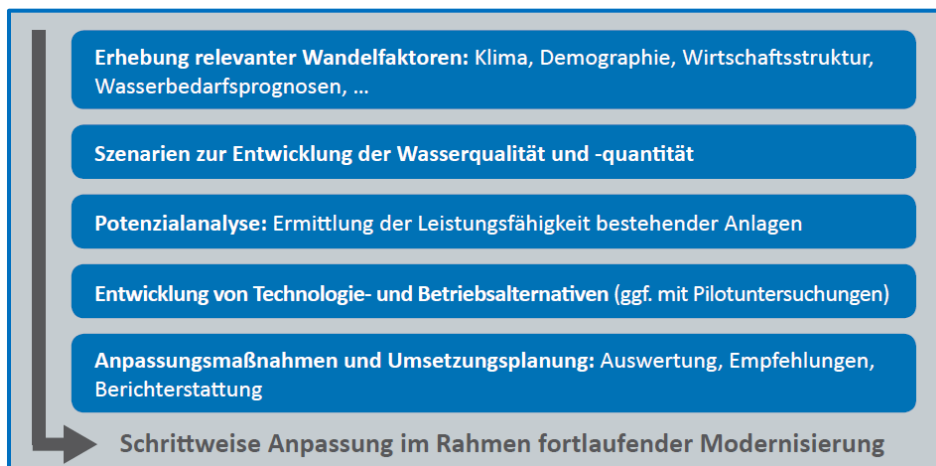 Erhebung relevanter Wandelfaktoren: Klima, Demographie, Wirtschaftsstruktur,
Wasserbedarfsprognosen, ...
Szenarien zur Entwicklung der Wasserqualität und -quantität
Potenzialanalyse: Ermittlung der Leistungsfähigkeit bestehender Anlagen
Entwicklung von Technologie- und Betriebsalternativen (ggf. mit Pilotuntersuchungen)
Anpassungsmaßnahmen und Umsetzungsplanung: Auswertung, Empfehlungen,
Berichterstattung
Schrittweise Anpassung im Rahmen fortlaufender Modernisierung